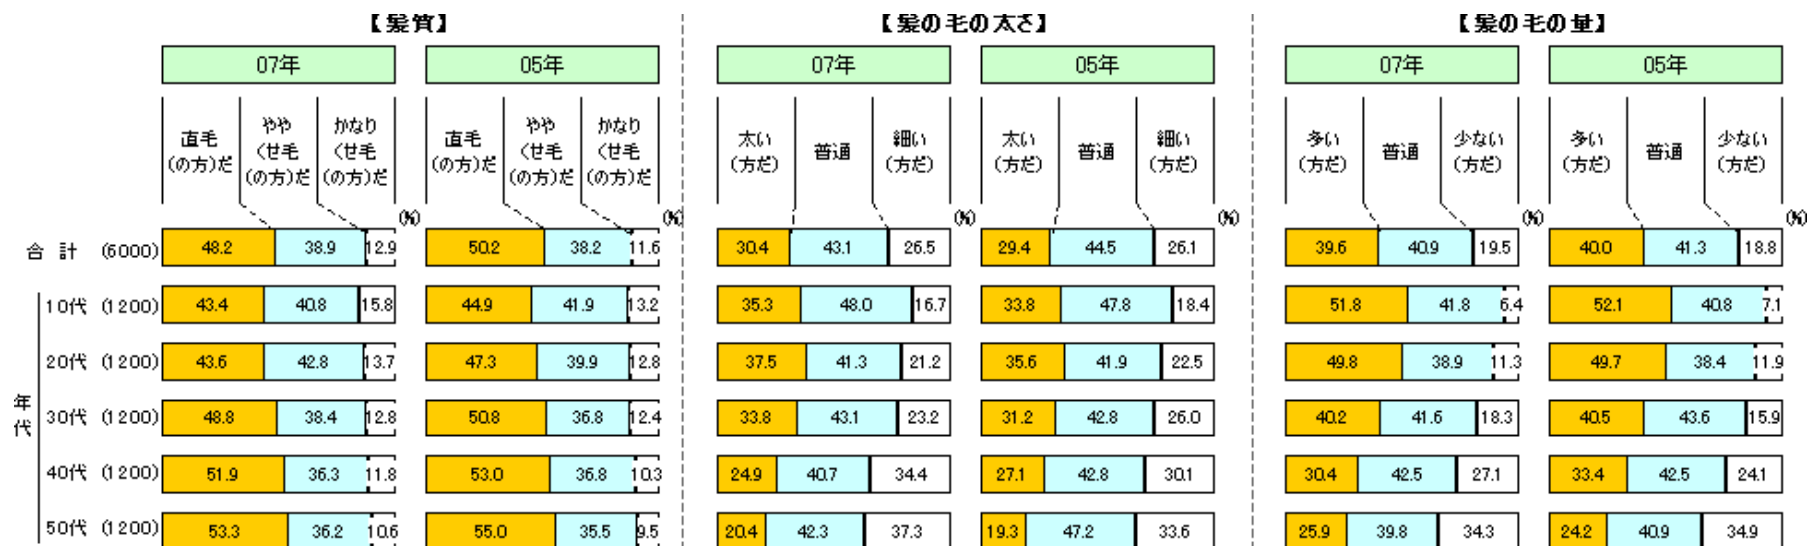 【髪質】 【髪の毛の太さ】 【髪の毛の量】
07年 05年 07年 05年 07年 05年
直毛(の方)だ やや くせ毛(の方)だ かなり くせ毛(の方)だ 直毛(の方)だ やや くせ毛(の方)だ かなり くせ毛(の方)だ 太い(方だ) 普通 細い(方だ) 太い(方だ) 普通 細い(方だ) 多い(方だ) 普通 少ない(方だ) 多い(方だ) 普通 少ない(方だ)
(%) (%) (%) (%) (%) (%)
合 計 (6000) 48.2 38.9 12.9 50.2 38.2 11.6 30.4 43.1 26.5 29.4 44.5 26.1 39.6 40.9 19.5 40.0 41.3 18.8
年代
10代 (1200) 43.4 40.8 15.8 44.9 41.9 13.2 35.3 48.0 16.7 33.8 47.8 18.4 51.8 41.8 6.4 52.1 40.8 7.1
20代 (1200) 43.6 42.8 13.7 47.3 39.9 12.8 37.5 41.3 21.2 35.6 41.9 22.5 49.8 38.9 11.3 49.7 38.4 11.9
30代 (1200) 48.8 38.4 12.8 50.8 36.8 12.4 33.8 43.1 23.2 31.2 42.8 26.0 40.2 41.6 18.3 40.5 43.6 15.9
40代 (1200) 51.9 36.3 11.8 53.0 36.8 10.3 24.9 40.7 34.4 27.1 42.8 30.1 30.4 42.5 27.1 33.4 42.5 24.1
50代 (1200) 53.3 36.2 10.6 55.0 35.5 9.5 20.4 42.3 37.3 19.3 47.2 33.6 25.9 39.8 34.3 24.2 40.9 34.9